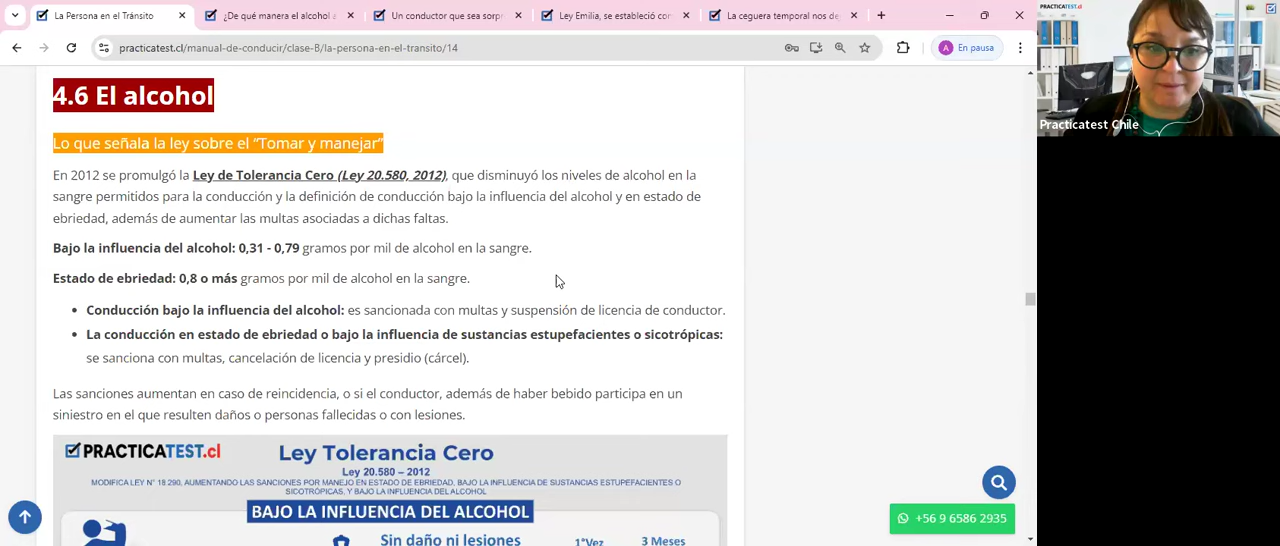 La Persona en el Tránsito
¿De qué manera el alcohol a
Un conductor que sea sorpr
Ley Emilia, se estableció con
La ceguera temporal nos de
practicatest.cl/manual-de-conducir/clase-B/la-persona-en-el-transito/14
A En pausa
PRACTICATEST.cl
Practicatest Chile
4.6 El alcohol
Lo que señala la ley sobre el “Tomar y manejar”
En 2012 se promulgó la Ley de Tolerancia Cero (Ley 20.580, 2012), que disminuyó los niveles de alcohol en la
sangre permitidos para la conducción y la definición de conducción bajo la influencia del alcohol y en estado de
ebriedad, además de aumentar las multas asociadas a dichas faltas.
Bajo la influencia del alcohol: 0,31 - 0,79 gramos por mil de alcohol en la sangre.
Estado de ebriedad: 0,8 o más gramos por mil de alcohol en la sangre.
• Conducción bajo la influencia del alcohol: es sancionada con multas y suspensión de licencia de conductor.
• La conducción en estado de ebriedad o bajo la influencia de sustancias estupefacientes o sicotrópicas:
se sanciona con multas, cancelación de licencia y presidio (cárcel).
Las sanciones aumentan en caso de reincidencia, o si el conductor, además de haber bebido participa en un
siniestro en el que resulten daños o personas fallecidas o con lesiones.
PRACTICATEST.cl
Ley Tolerancia Cero
Ley 20.580 – 2012
MODIFICA LEY N° 18.290, AUMENTANDO LAS SANCIONES POR MANEJO EN ESTADO DE EBRIEDAD, BAJO LA INFLUENCIA DE SUSTANCIAS ESTUPEFACIENTES O
SICOTRÓPICAS, Y BAJO LA INFLUENCIA DEL ALCOHOL
BAJO LA INFLUENCIA DEL ALCOHOL
Sin daño ni lesiones
1°Vez
3 Meses
+56 9 6586 2935